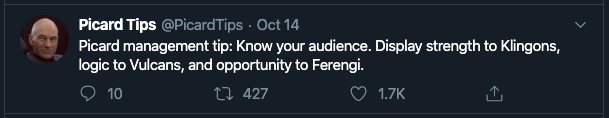 Picard Tips @PicardTips · Oct 14
Picard management tip: Know your audience. Display strength to Klingons,
logic to Vulcans, and opportunity to Ferengi.
10 427 1.7K